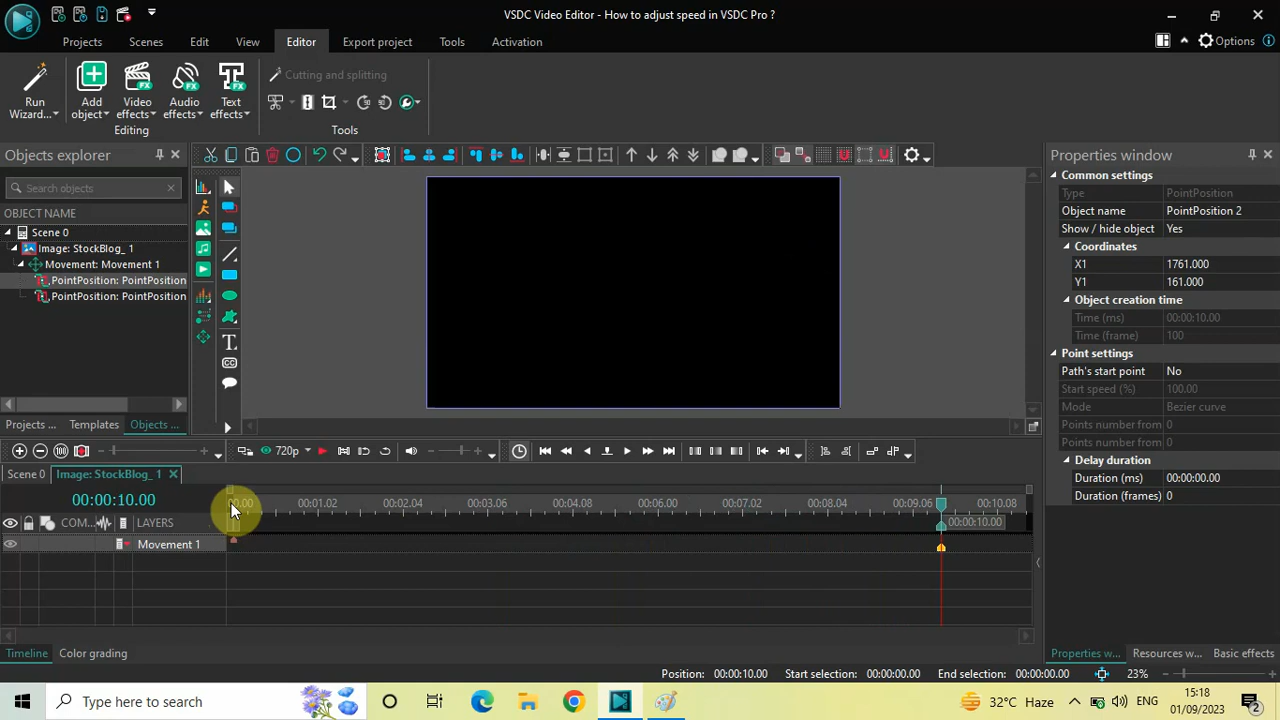 VSDC Video Editor - How to adjust speed in VSDC Pro ?
Projects Scenes Edit View Editor Export project Tools Activation
Options
Run Wizard...
Add object
Video effects
Audio effects
Text effects
Cutting and splitting
Editing
Tools
Objects explorer
Search objects
OBJECT NAME
Scene 0
Image: StockBlog_ 1
Movement: Movement 1
PointPosition: PointPosition
PointPosition: PointPosition
Projects ... Templates Objects ...
Properties window
Common settings
Type PointPosition
Object name PointPosition 2
Show / hide object Yes
Coordinates
X1 1761.000
Y1 161.000
Object creation time
Time (ms) 00:00:10.00
Time (frame) 100
Point settings
Path's start point No
Start speed (%) 100.00
Mode Bezier curve
Points number from 0
Points number from 0
Delay duration
Duration (ms) 00:00:00.00
Duration (frames) 0
720p
Scene 0 Image: StockBlog_ 1
00:00:10.00
00:01.02 00:02.04 00:03.06 00:04.08 00:06.00 00:07.02 00:08.04 00:09.06 00:10.08
COM... LAYERS
00:00:10.00
Movement 1
Timeline Color grading
Properties w... Resources w... Basic effects
Position: 00:00:10.00 Start selection: 00:00:00.00 End selection: 00:00:00.00 23%
Type here to search
32°C Haze
ENG
15:18
01/09/2023
2